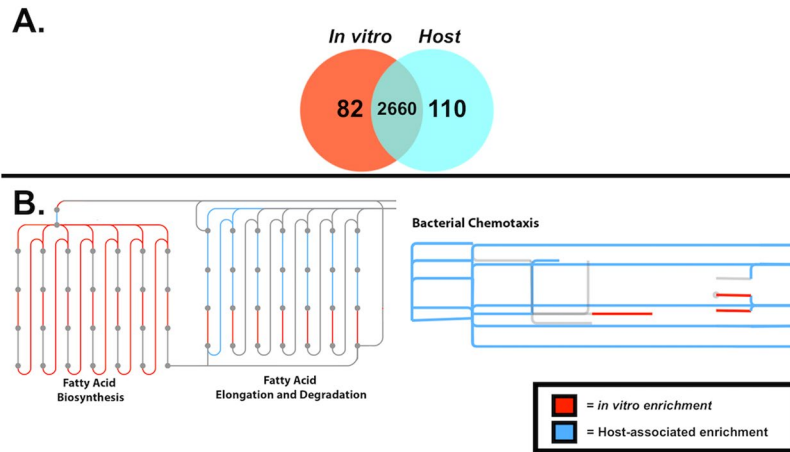 A.
In vitro Host
82 2660 110
B.
Bacterial Chemotaxis
Fatty Acid
Biosynthesis
Fatty Acid
Elongation and Degradation
= in vitro enrichment
= Host-associated enrichment